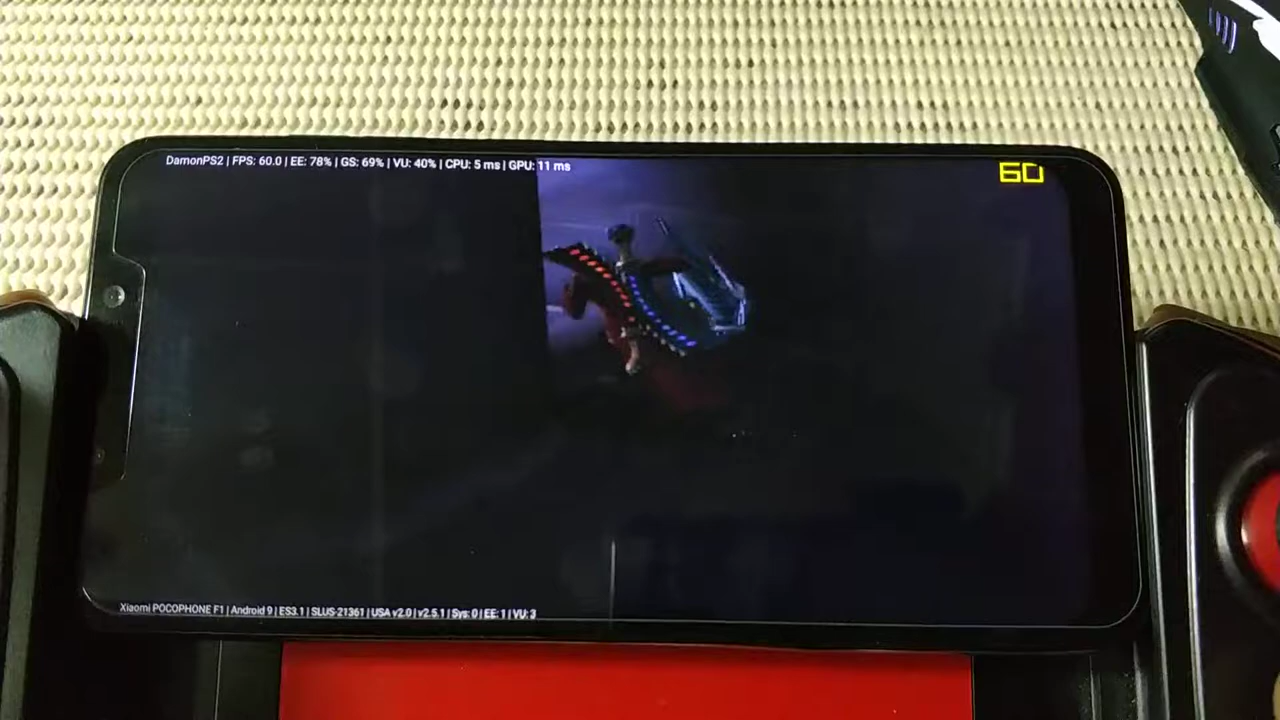 DamonPS2 | FPS: 60.0 | EE: 78% | GS: 69% | VU: 40% | CPU: 5 ms | GPU: 11 ms
60
Xiaomi POCOPHONE F1 | Android 9 | ES3.1 | SLUS-21361 | USA v2.0 | v2.5.1 | Sys: 0 | EE: 1 | VU: 3